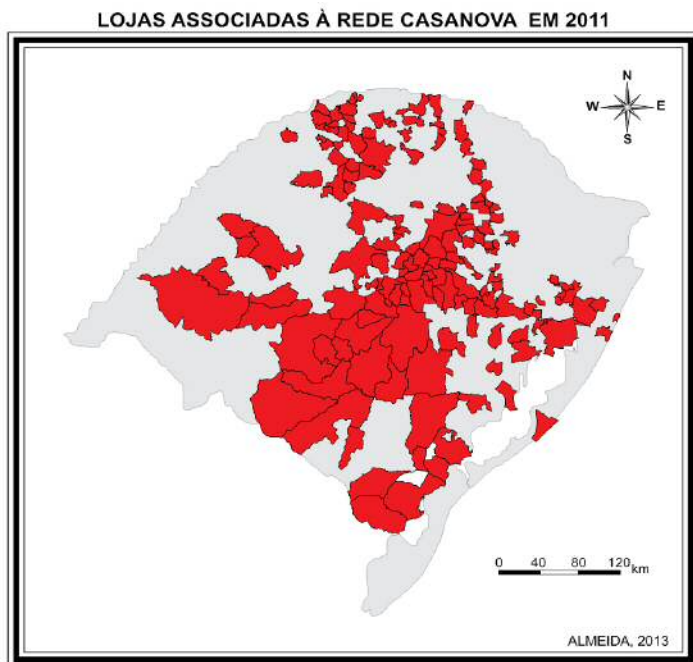 LOJAS ASSOCIADAS À REDE CASANOVA EM 2011
N
W E
S
0 40 80 120
km
ALMEIDA, 2013